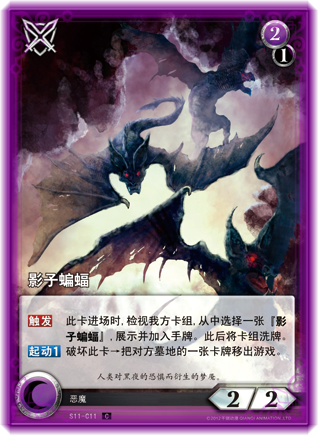 2
1
影子蝙蝠
触发 此卡进场时，检视我方卡组，从中选择一张『影
子蝙蝠』，展示并加入手牌。此后将卡组洗牌。
起动1 破坏此卡→把对方墓地的一张卡牌移出游戏。
人类对黑夜的恐惧而衍生的梦魇。
恶魔
2/2
S11-011 C